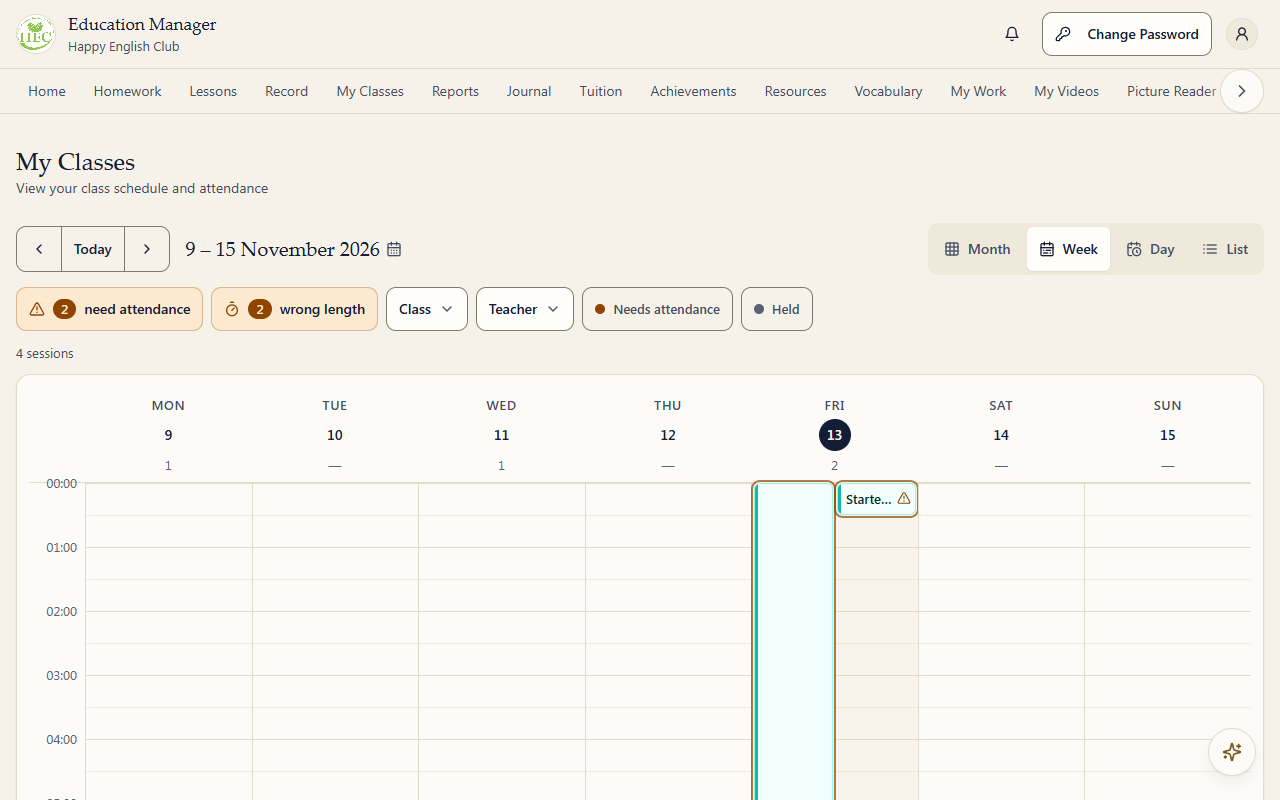 HEC
Education Manager
Happy English Club
Change Password
Home Homework Lessons Record My Classes Reports Journal Tuition Achievements Resources Vocabulary My Work My Videos Picture Reader
My Classes
View your class schedule and attendance
Today 9 – 15 November 2026 Month Week Day List
2 need attendance 2 wrong length Class Teacher Needs attendance Held
4 sessions
MON TUE WED THU FRI SAT SUN
9 10 11 12 13 14 15
1 — 1 — 2 — —
00:00
Starte...
01:00
02:00
03:00
04:00